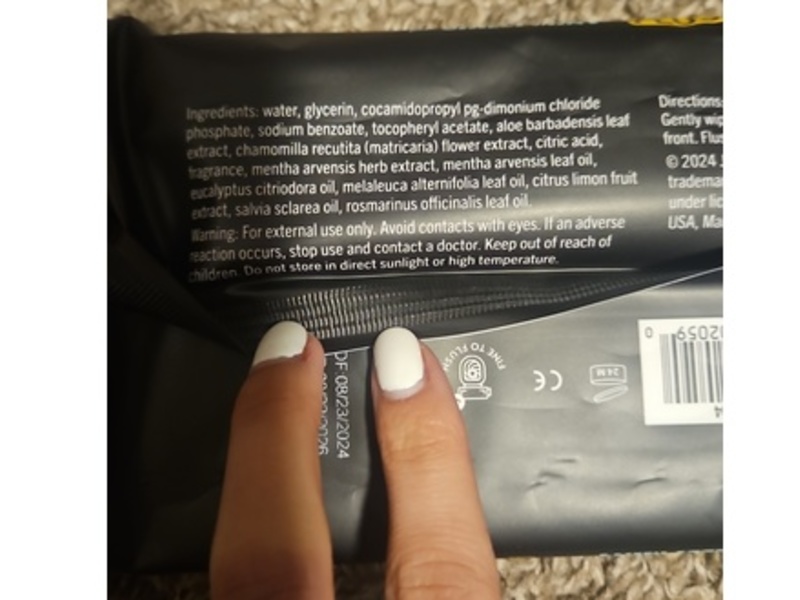 Ingredients: water, glycerin, cocamidopropyl pg-dimonium chloride
phosphate, sodium benzoate, tocopheryl acetate, aloe barbadensis leaf
extract, chamomilla recutita (matricaria) flower extract, citric acid,
fragrance, mentha arvensis herb extract, mentha arvensis leaf oil,
eucalyptus citriodora oil, melaleuca alternifolia leaf oil, citrus limon fruit
extract, salvia sclarea oil, rosmarinus officinalis leaf oil.
Warning: For external use only. Avoid contacts with eyes. If an adverse
reaction occurs, stop use and contact a doctor. Keep out of reach of
children. Do not store in direct sunlight or high temperature.
Directions
Gently wip
front. Flus
© 2024
tradema
under lic
USA, Ma
FINE TO FLUSH
CE
24 M
02059
0
DF:08/23/2024